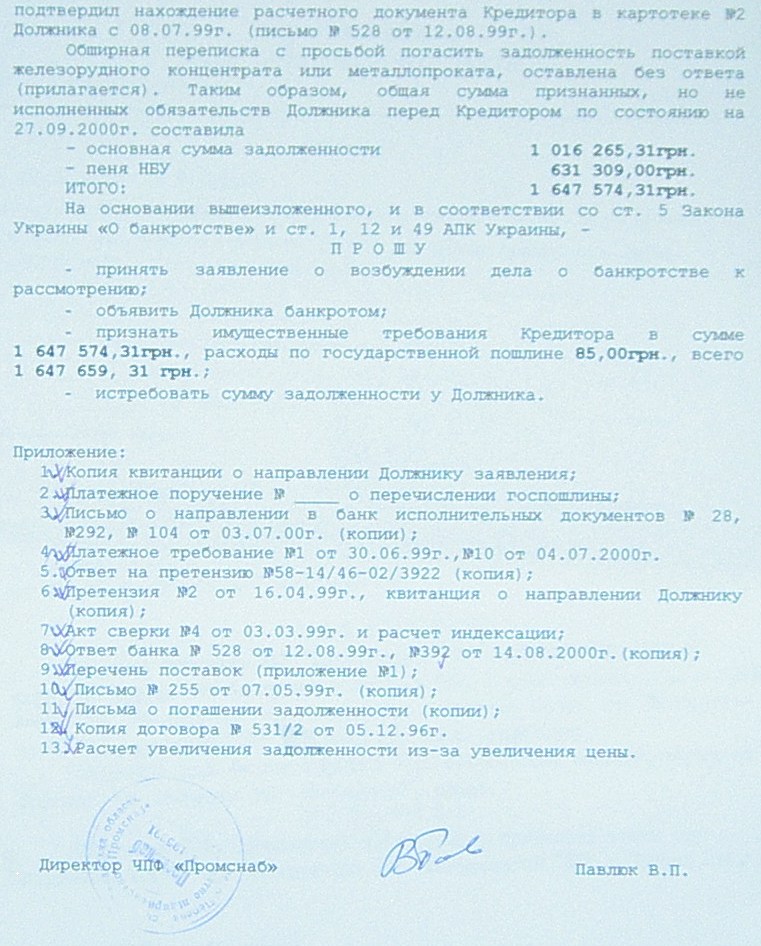 подтвердил нахождение расчетного документа Кредитора в картотеке №2
Должника с 08.07.99г. (письмо № 528 от 12.08.99г.).
Обширная переписка с просьбой погасить задолженность поставкой
железорудного концентрата или металлопроката, оставлена без ответа
(прилагается). Таким образом, общая сумма признанных, но не
исполненных обязательств Должника перед Кредитором по состоянию на
27.09.2000г. составила
- основная сумма задолженности 1 016 265,31грн.
- пеня НБУ 631 309,00грн.
ИТОГО: 1 647 574,31грн.
На основании вышеизложенного, и в соответствии со ст. 5 Закона
Украины «О банкротстве» и ст. 1, 12 и 49 АПК Украины, -
П Р О Ш У
- принять заявление о возбуждении дела о банкротстве к
рассмотрению;
- объявить Должника банкротом;
- признать имущественные требования Кредитора в сумме
1 647 574,31грн., расходы по государственной пошлине 85,00грн., всего
1 647 659, 31 грн.;
- истребовать сумму задолженности у Должника.
Приложение:
1. Копия квитанции о направлении Должнику заявления;
2. Платежное поручение № ____ о перечислении госпошлины;
3. Письмо о направлении в банк исполнительных документов № 28,
№292, № 104 от 03.07.00г. (копии);
4. Платежное требование №1 от 30.06.99г.,№10 от 04.07.2000г.
5. Ответ на претензию №58-14/46-02/3922 (копия);
6. Претензия №2 от 16.04.99г., квитанция о направлении Должнику
(копия);
7. Акт сверки №4 от 03.03.99г. и расчет индексации;
8. Ответ банка № 528 от 12.08.99г., №392 от 14.08.2000г.(копия);
9. Перечень поставок (приложение №1);
10. Письмо № 255 от 07.05.99г. (копия);
11. Письма о погашении задолженности (копии);
12. Копия договора № 531/2 от 05.12.96г.
13. Расчет увеличения задолженности из-за увеличения цены.
Директор ЧПФ «Промснаб» Павлюк В.П.